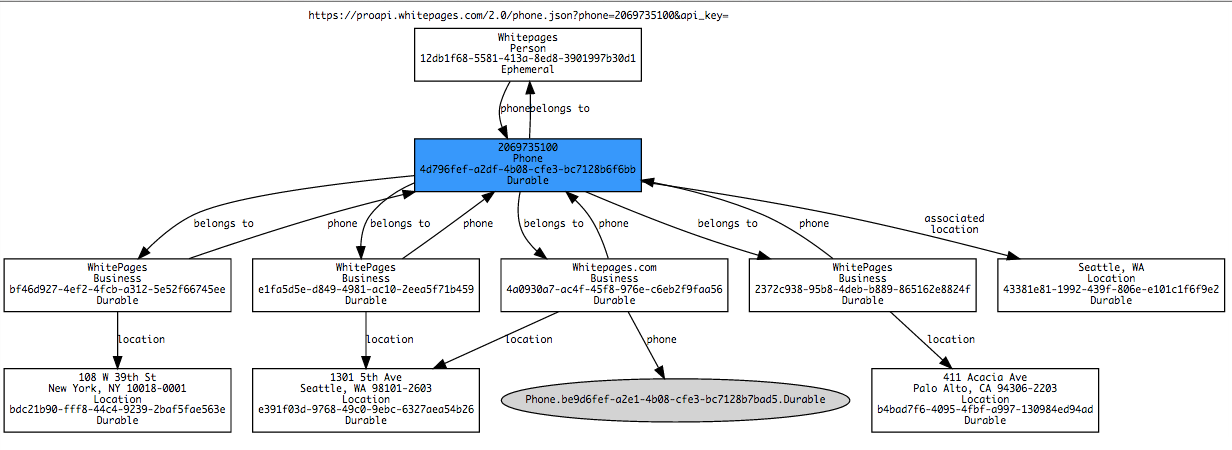 https://proapi.whitepages.com/2.0/phone.json?phone=2069735100&api_key=
Whitepages
Person
12db1f68-5581-413a-8ed8-3901997b30d1
Ephemeral
phone
belongs to
2069735100
Phone
4d796fef-a2df-4b08-cfe3-bc7128b6f6bb
Durable
belongs to
phone
belongs to
phone
belongs to
phone
belongs to
phone
associated
location
WhitePages
Business
bf46d927-4ef2-4fcb-a312-5e52f66745ee
Durable
WhitePages
Business
e1fa5d5e-d849-4981-ac10-2eea5f71b459
Durable
Whitepages.com
Business
4a0930a7-ac4f-45f8-976e-c6eb2f9faa56
Durable
WhitePages
Business
2372c938-95b8-4deb-b889-865162e8824f
Durable
Seattle, WA
Location
43381e81-1992-439f-806e-e101c1f6f9e2
Durable
location
location
location
phone
location
108 W 39th St
New York, NY 10018-0001
Location
bdc21b90-fff8-44c4-9239-2baf5fae563e
Durable
1301 5th Ave
Seattle, WA 98101-2603
Location
e391f03d-9768-49c0-9ebc-6327aea54b26
Durable
Phone.be9d6fef-a2e1-4b08-cfe3-bc7128b7bad5.Durable
411 Acacia Ave
Palo Alto, CA 94306-2203
Location
b4bad7f6-4095-4fbf-a997-130984ed94ad
Durable